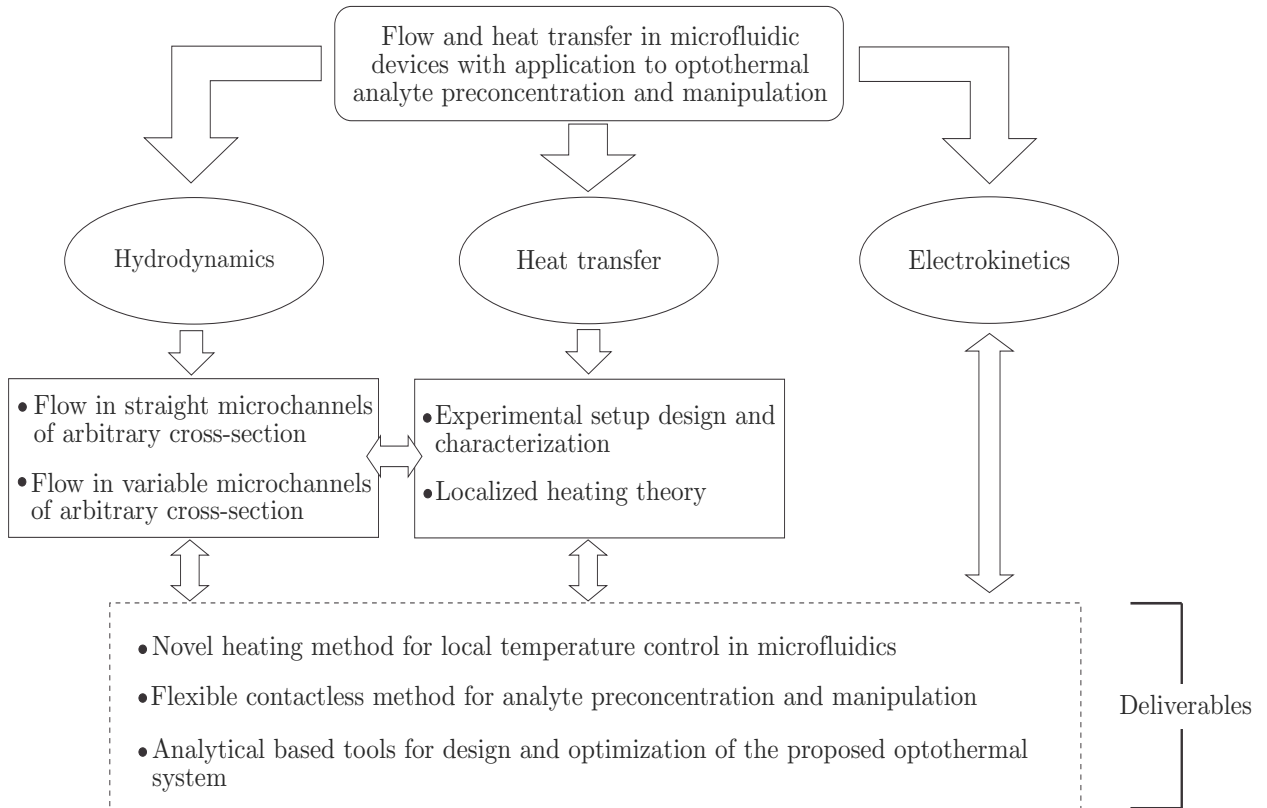 Flow and heat transfer in microfluidic
devices with application to optothermal
analyte preconcentration and manipulation
Hydrodynamics
Heat transfer
Electrokinetics
• Flow in straight microchannels
of arbitrary cross-section
• Flow in variable microchannels
of arbitrary cross-section
• Experimental setup design and
characterization
• Localized heating theory
• Novel heating method for local temperature control in microfluidics
• Flexible contactless method for analyte preconcentration and manipulation
• Analytical based tools for design and optimization of the proposed optothermal
system
Deliverables